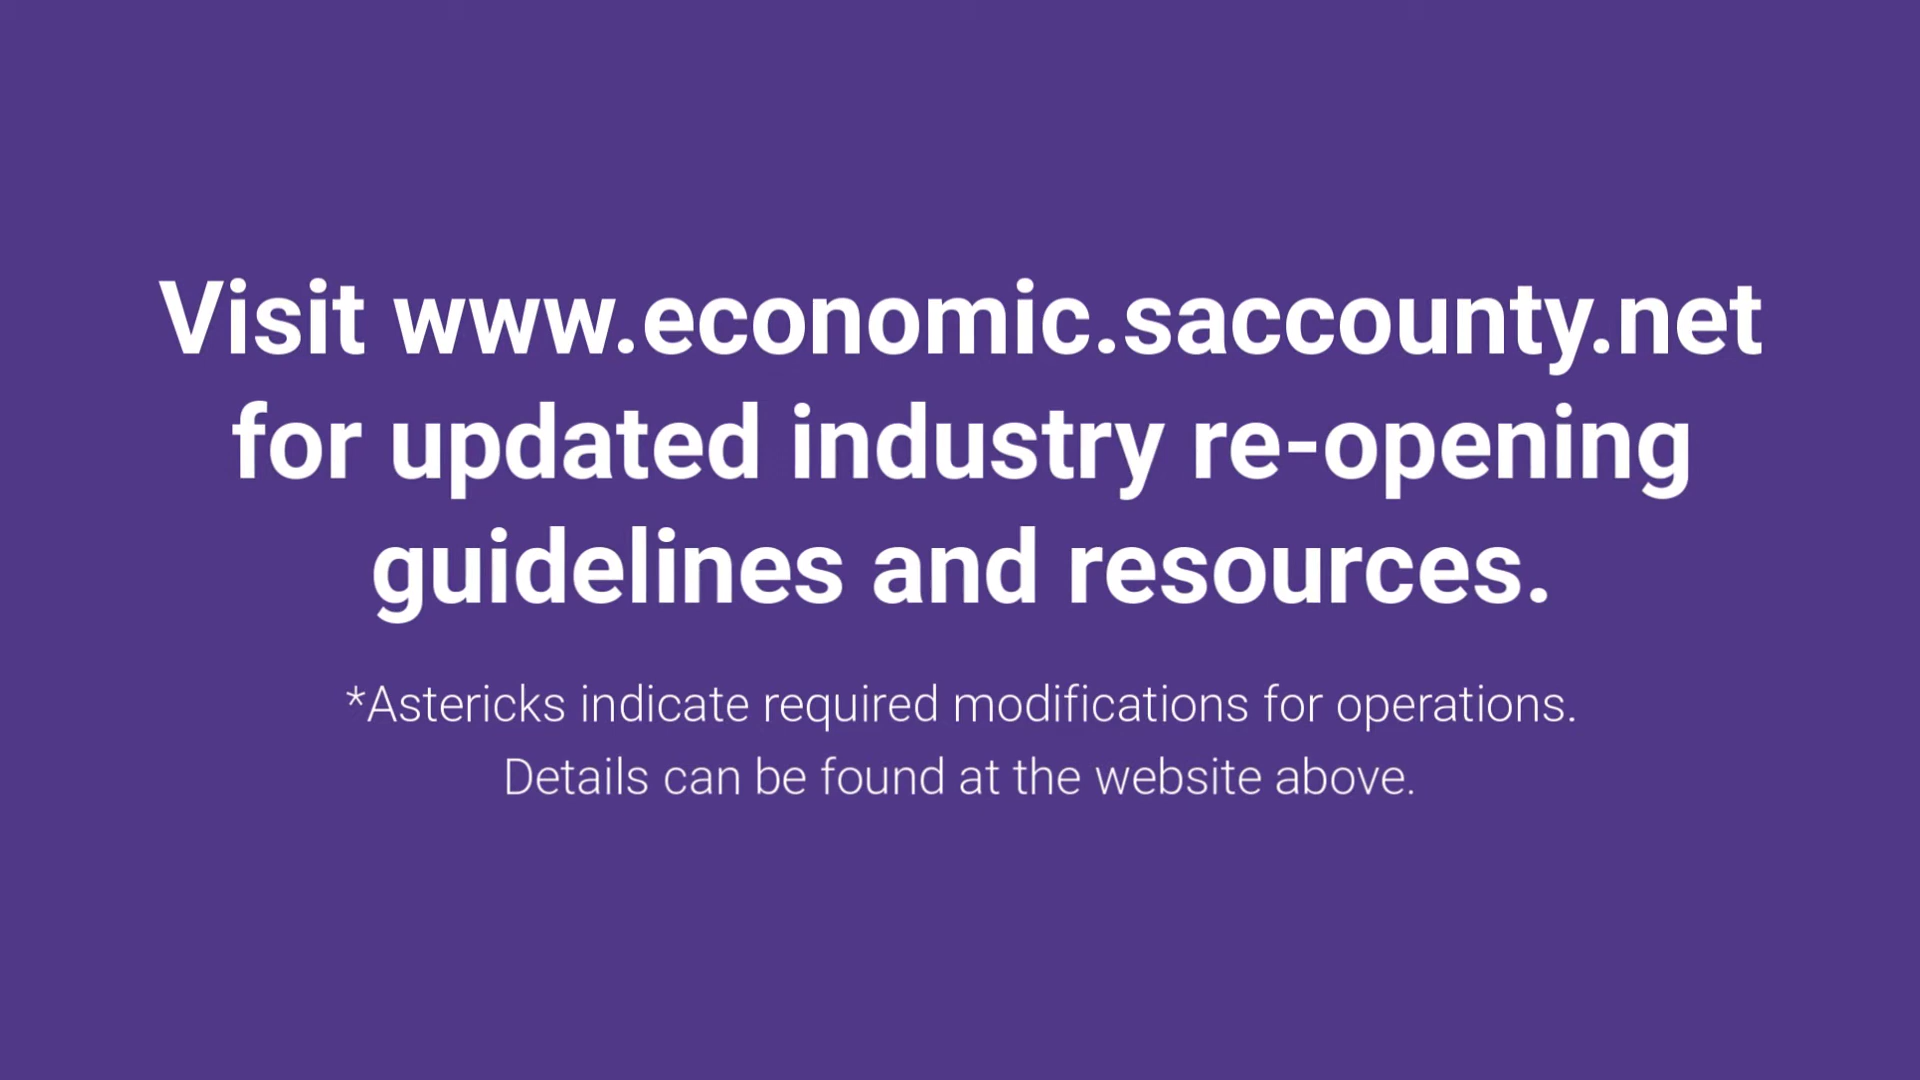 Visit www.economic.saccounty.net
for updated industry re-opening
guidelines and resources.
*Astericks indicate required modifications for operations.
Details can be found at the website above.